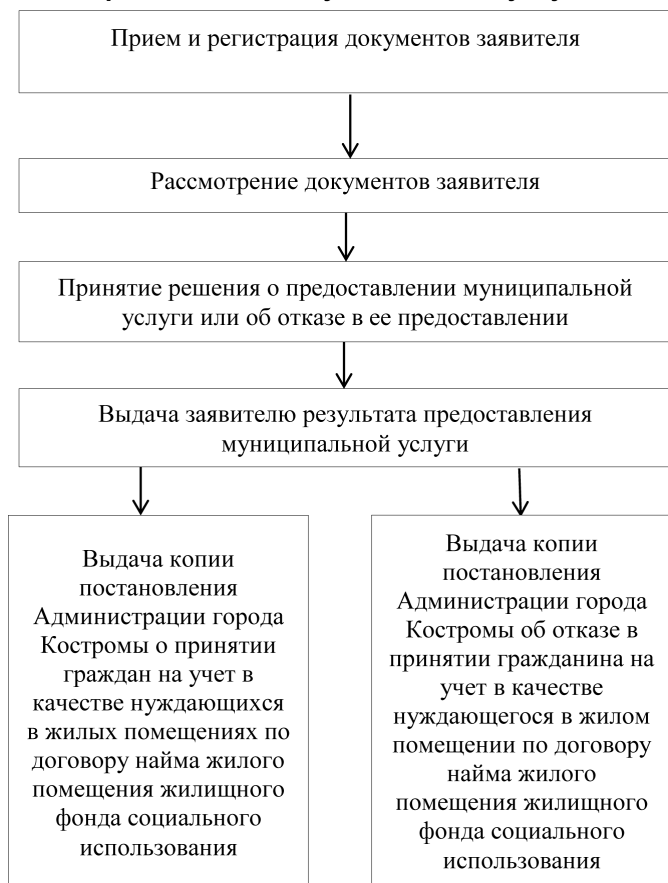 Прием и регистрация документов заявителя
Рассмотрение документов заявителя
Принятие решения о предоставлении муниципальной
услуги или об отказе в ее предоставлении
Выдача заявителю результата предоставления
муниципальной услуги
Выдача копии
постановления
Администрации города
Костромы о принятии
граждан на учет в
качестве нуждающихся
в жилых помещениях по
договору найма жилого
помещения жилищного
фонда социального
использования
Выдача копии
постановления
Администрации города
Костромы об отказе в
принятии гражданина на
учет в качестве
нуждающегося в жилом
помещении по договору
найма жилого
помещения жилищного
фонда социального
использования